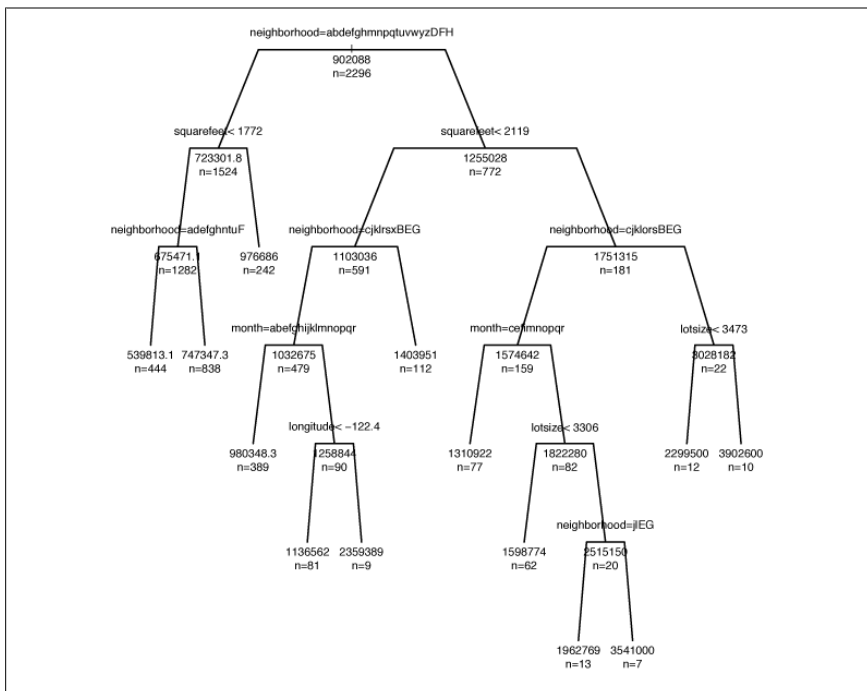 neighborhood=abdefghmnpqtuvwyzDFH
902088
n=2296
squarefeet< 1772
squarefeet< 2119
723301.8
n=1524
1255028
n=772
neighborhood=adefghntuF
neighborhood=cjklrsxBEG
neighborhood=cjklorsBEG
675471.1
n=1282
976686
n=242
1103036
n=591
1751315
n=181
month=abefghijklmnopqr
month=cefimnopqr
lotsize< 3473
539813.1
n=444
747347.3
n=838
1032675
n=479
1403951
n=112
1574642
n=159
3028182
n=22
longitude< −122.4
lotsize< 3306
980348.3
n=389
1258844
n=90
1310922
n=77
1822280
n=82
2299500
n=12
3902600
n=10
neighborhood=jlEG
1136562
n=81
2359389
n=9
1598774
n=62
2515150
n=20
1962769
n=13
3541000
n=7